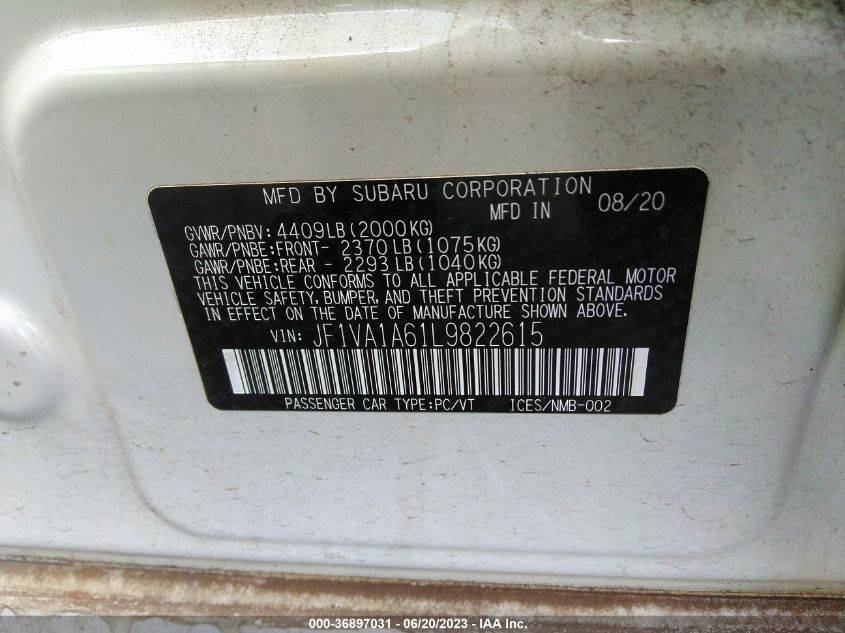 MFD BY SUBARU CORPORATION
MFD IN 08/20
GVWR/PNBV: 4409LB(2000KG)
GAWR/PNBE:FRONT- 2370LB(1075KG)
GAWR/PNBE:REAR - 2293LB(1040KG)
THIS VEHICLE CONFORMS TO ALL APPLICABLE FEDERAL MOTOR
VEHICLE SAFETY, BUMPER, AND THEFT PREVENTION STANDARDS
IN EFFECT ON THE DATE OF MANUFACTURE SHOWN ABOVE.
VIN: JF1VA1A61L9822615
PASSENGER CAR TYPE:PC/VT ICES/NMB-002
000-36897031 - 06/20/2023 - IAA Inc.